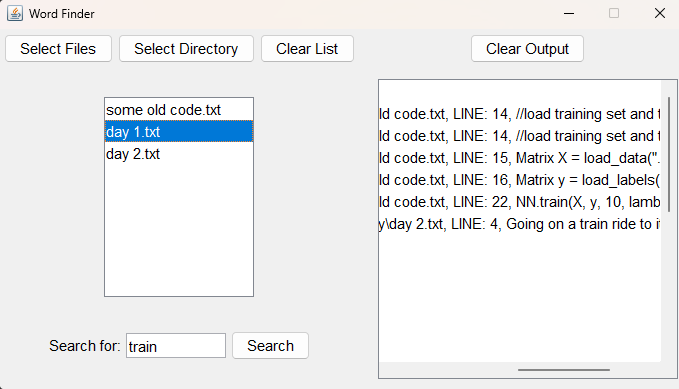 Word Finder
Select Files Select Directory Clear List Clear Output
some old code.txt
day 1.txt
day 2.txt
ld code.txt, LINE: 14, //load training set and
ld code.txt, LINE: 14, //load training set and
ld code.txt, LINE: 15, Matrix X = load_data("
ld code.txt, LINE: 16, Matrix y = load_labels(
ld code.txt, LINE: 22, NN.train(X, y, 10, lamb
y\day 2.txt, LINE: 4, Going on a train ride to
Search for: train Search